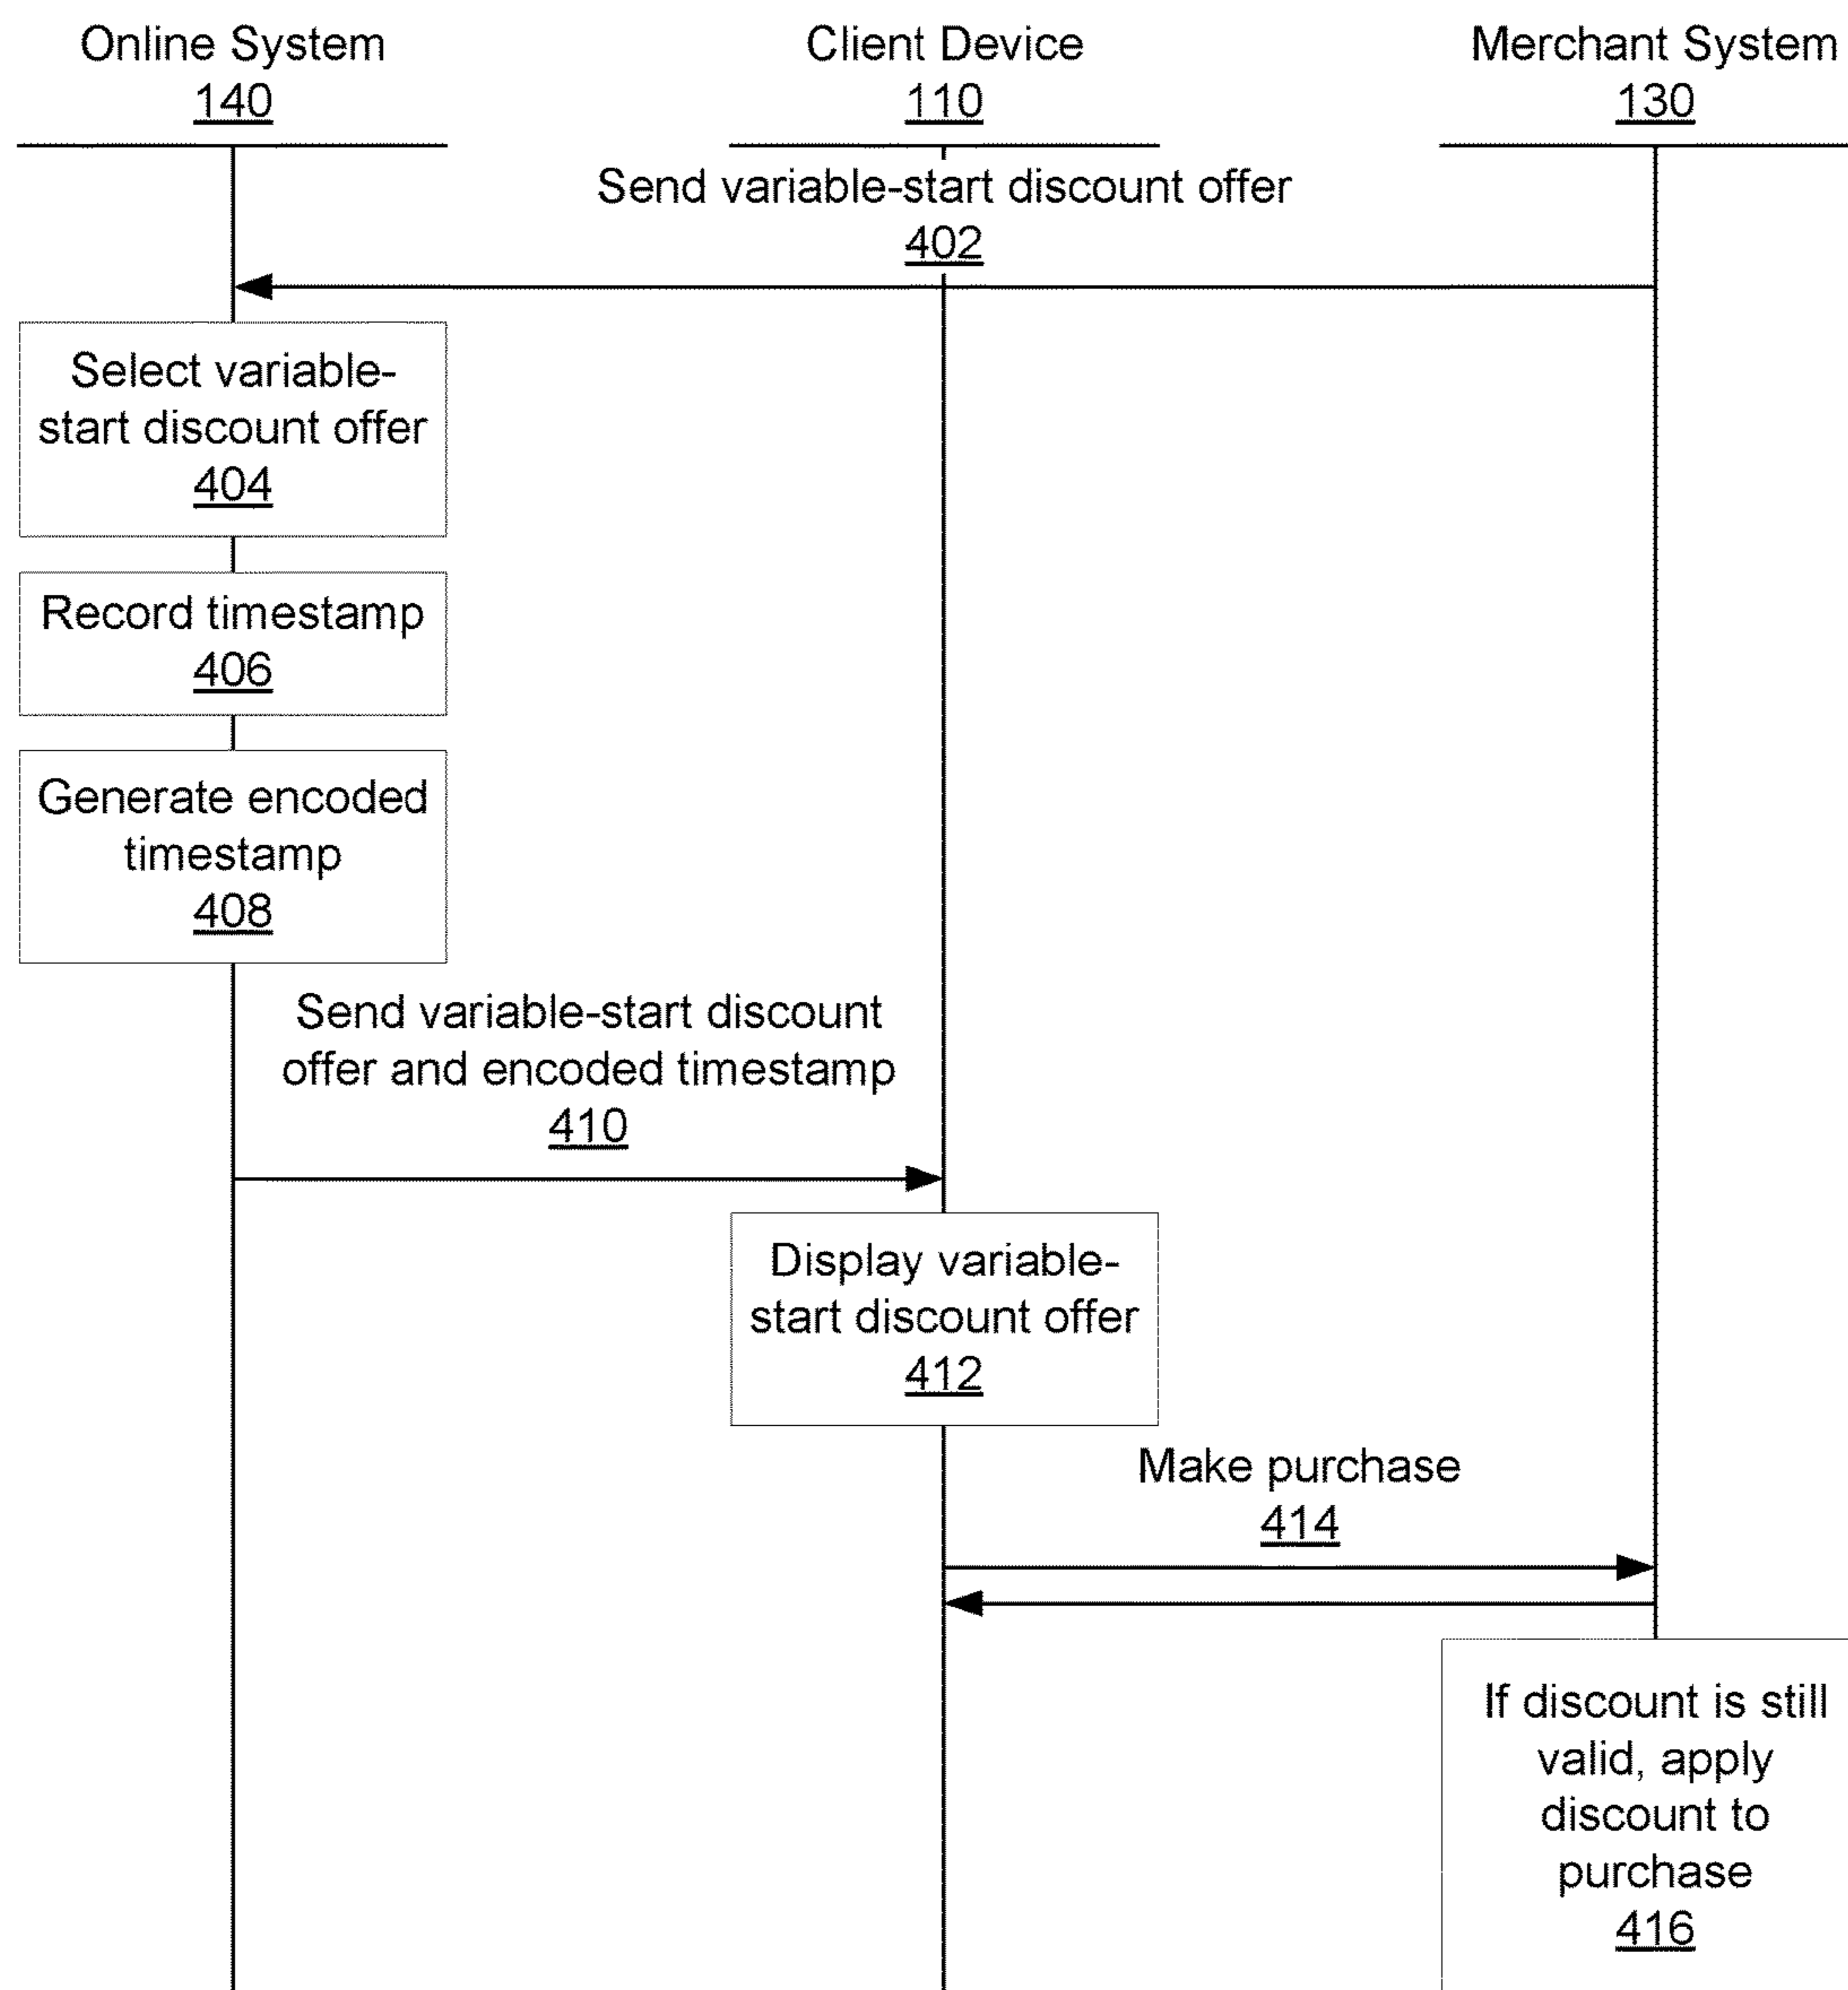 Online System
140
Client Device
110
Merchant System
130
Send variable-start discount offer
402
Select variable-
start discount offer
404
Record timestamp
406
Generate encoded
timestamp
408
Send variable-start discount
offer and encoded timestamp
410
Display variable-
start discount offer
412
Make purchase
414
If discount is still
valid, apply
discount to
purchase
416